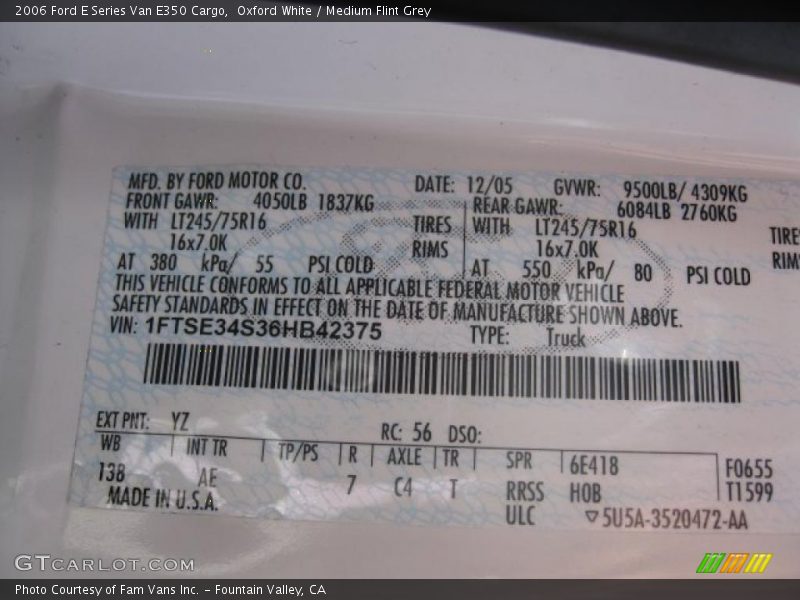 2006 Ford E Series Van E350 Cargo,  Oxford White / Medium Flint Grey
MFD. BY FORD MOTOR CO. DATE: 12/05 GVWR: 9500LB/ 4309KG
FRONT GAWR: 4050LB 1837KG REAR GAWR: 6084LB 2760KG
WITH LT245/75R16 TIRES WITH LT245/75R16 TIRE
16x7.0K RIMS 16x7.0K RIMS
AT 380 kPa/ 55 PSI COLD AT 550 kPa/ 80 PSI COLD
THIS VEHICLE CONFORMS TO ALL APPLICABLE FEDERAL MOTOR VEHICLE
SAFETY STANDARDS IN EFFECT ON THE DATE OF MANUFACTURE SHOWN ABOVE.
VIN: 1FTSE34S36HB42375 TYPE: Truck
EXT PNT: YZ RC: 56 DSO:
WB INT TR TP/PS R AXLE TR SPR 6E418 F0655
138 AE 7 C4 T RRSS H0B T1599
MADE IN U.S.A. ULC 5U5A-3520472-AA
GTCARLOT.COM
Photo Courtesy of Fam Vans Inc. – Fountain Valley, CA